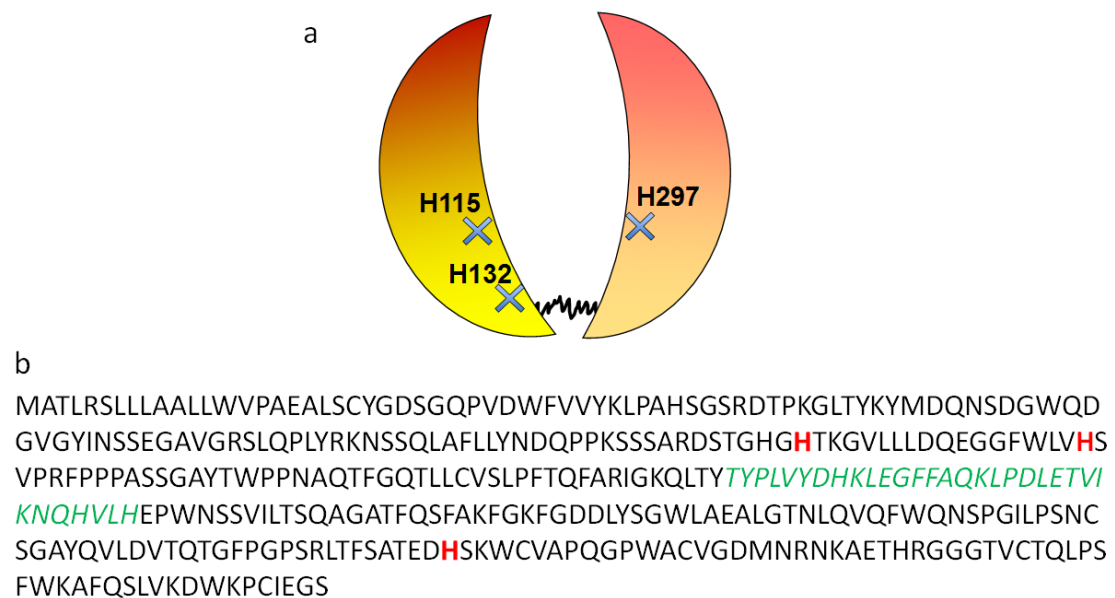 a
H115
H297
H132
b
MATLRSLLLAALLWVPAEALSCYGDSGQPVDWFVVYKLPAHSGSRDTPKGLTYKYMDQNSDGWQD
GVGYINSSEGAVGRSLQPLYRKNSSQLAFLLYNDQPPKSSSARDSTGHGHTKGVLLLDQEGGFWLVHS
VPRFPPPASSGAYTWPPNAQTFGQTLLCVSLPFTQFARIGKQLTYTYPLVYDHKLEGFFAQKLPDLETVI
KNQHVLHEPWNSSVILTSQAGATFQSFAKFGKFGDDLYSGWLAEALGTNLQVQFWQNSPGILPSNC
SGAYQVLDVTQTGFPGPSRLTFSATEDHSKWCVAPQGPWACVGDMNRNKAETHRGGGTVCTQLPS
FWKAFQSLVKDWKPCIEGS